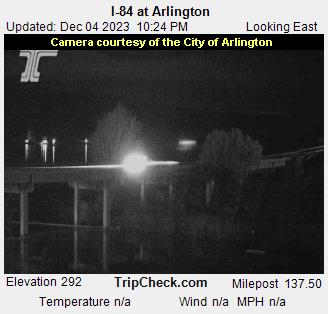 I-84 at Arlington
Updated: Dec 04 2023 10:24 PM Looking East
Camera courtesy of the City of Arlington
Elevation 292 TripCheck.com Milepost 137.50
Temperature n/a Wind n/a MPH n/a